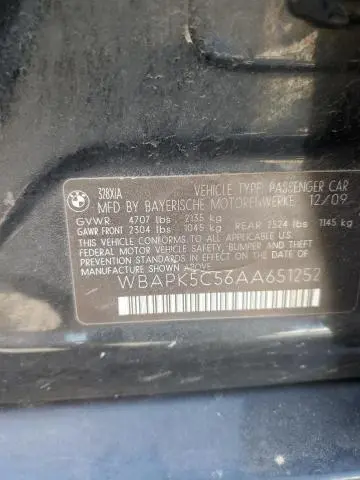 328XIA VEHICLE TYPE: PASSENGER CAR
MFD BY BAYERISCHE MOTORENWERKE 12/09
GVWR 4707 lbs 2135 kg
GAWR FRONT 2304 lbs 1045 kg REAR 2524 lbs 1145 kg
THIS VEHICLE CONFORMS TO ALL APPLICABLE U.S.
FEDERAL MOTOR VEHICLE SAFETY, BUMPER, AND
THEFT PREVENTION STANDARDS IN EFFECT ON THE
DATE OF MANUFACTURE SHOWN ABOVE.
WBAPK5C56AA651252